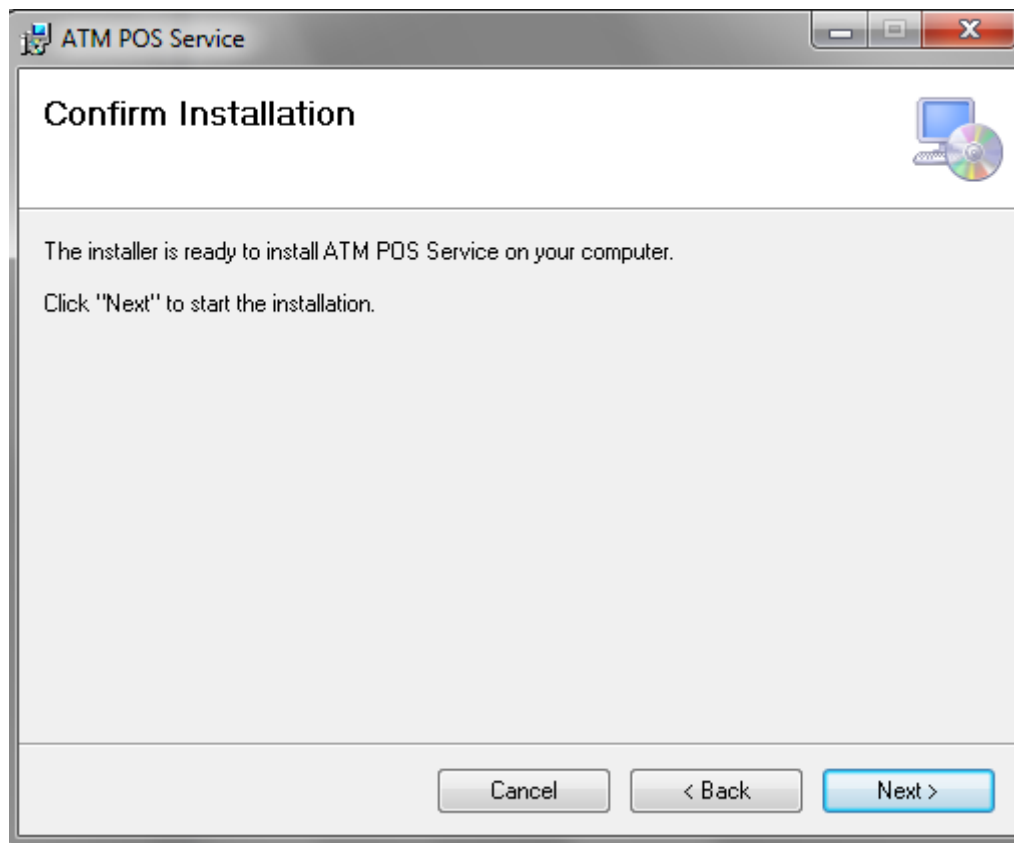 ATM POS Service
Confirm Installation
The installer is ready to install ATM POS Service on your computer.
Click "Next" to start the installation.
Cancel
< Back
Next >